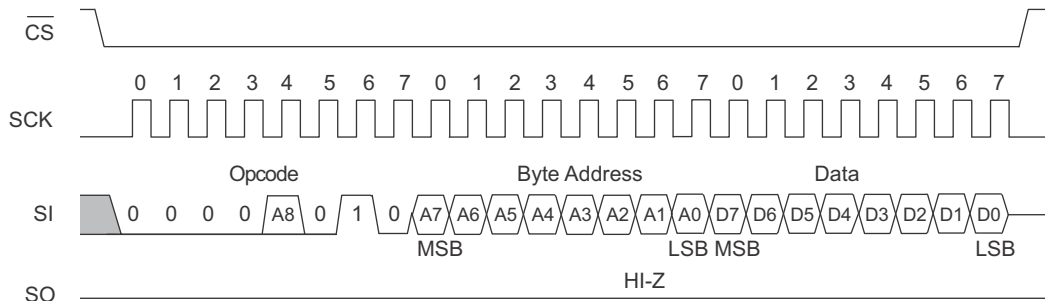 CS
0 1 2 3 4 5 6 7 0 1 2 3 4 5 6 7 0 1 2 3 4 5 6 7
SCK
Opcode Byte Address Data
SI 0 0 0 0 A8 0 1 0 A7 A6 A5 A4 A3 A2 A1 A0 D7 D6 D5 D4 D3 D2 D1 D0
MSB LSB MSB LSB
HI-Z
SO